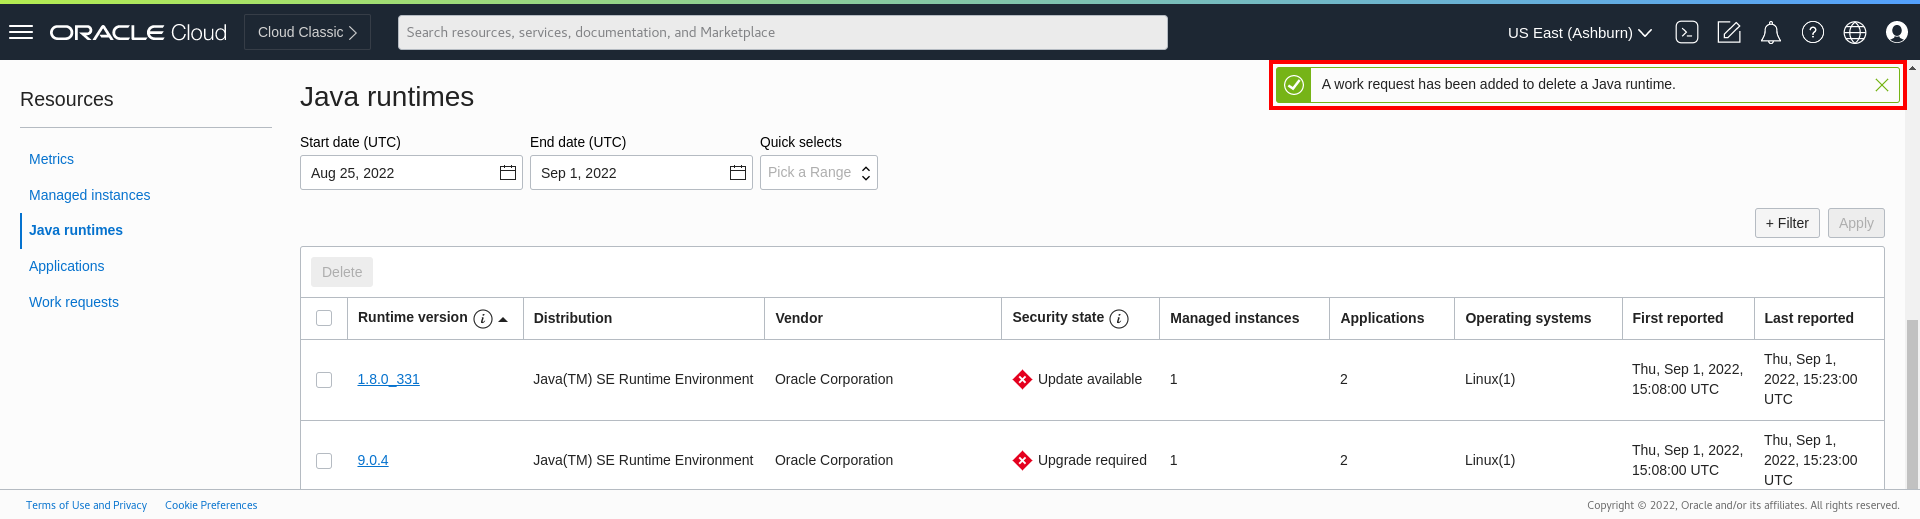 ORACLE Cloud
Cloud Classic
Search resources, services, documentation, and Marketplace
US East (Ashburn)
A work request has been added to delete a Java runtime.
Resources
Metrics
Managed instances
Java runtimes
Applications
Work requests
Java runtimes
Start date (UTC) End date (UTC) Quick selects
Aug 25, 2022 Sep 1, 2022 Pick a Range
+ Filter Apply
Delete
Runtime version i Distribution Vendor Security state i Managed instances Applications Operating systems First reported Last reported
1.8.0_331 Java(TM) SE Runtime Environment Oracle Corporation Update available 1 2 Linux(1) Thu, Sep 1, 2022, 15:08:00 UTC Thu, Sep 1, 2022, 15:23:00 UTC
9.0.4 Java(TM) SE Runtime Environment Oracle Corporation Upgrade required 1 2 Linux(1) Thu, Sep 1, 2022, 15:08:00 UTC Thu, Sep 1, 2022, 15:23:00 UTC
Terms of Use and Privacy Cookie Preferences
Copyright © 2022, Oracle and/or its affiliates. All rights reserved.